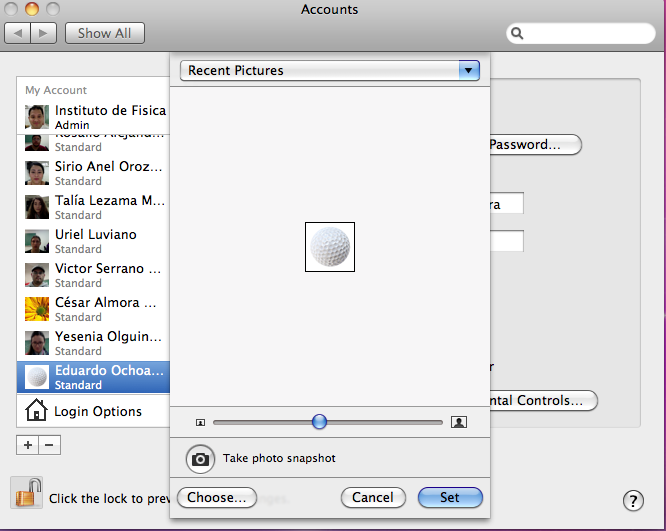 Accounts
Show All
Recent Pictures
My Account
Instituto de Fisica
Admin
Rosalio Alejand...
Standard
Password...
Sirio Anel Oroz...
Standard
Talía Lezama M...
Standard
ra
Uriel Luviano
Standard
Victor Serrano ...
Standard
César Almora ...
Standard
Yesenia Olguin...
Standard
r
Eduardo Ochoa...
Standard
ntal Controls...
Login Options
+ −
Take photo snapshot
Click the lock to prev
nges.
Choose...
Cancel
Set
?